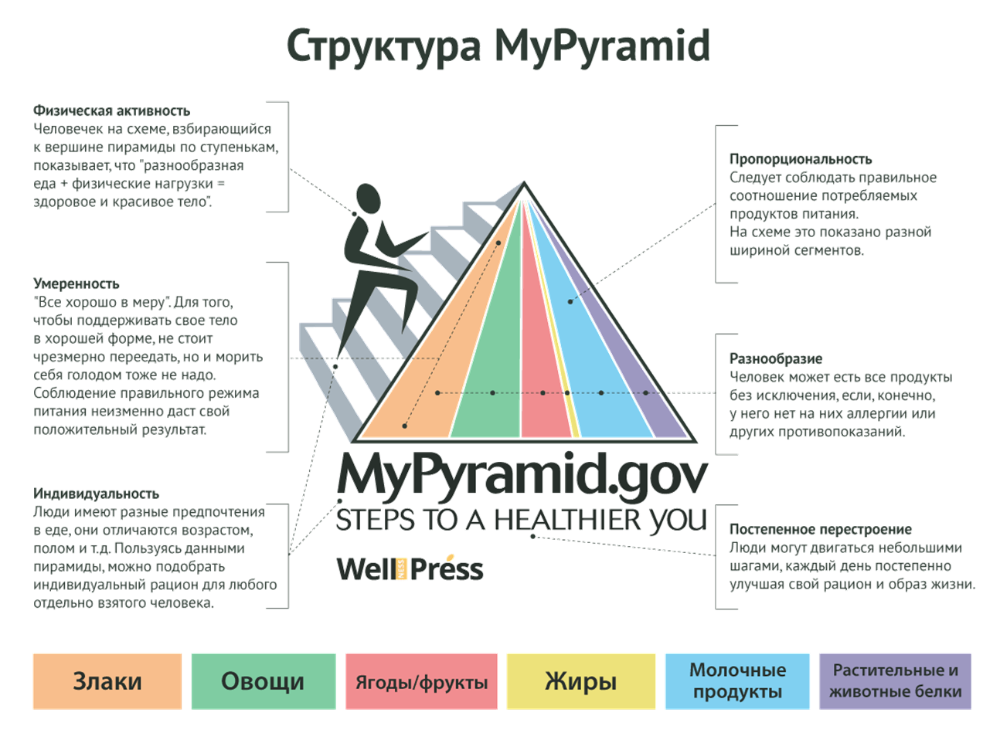 Структура MyPyramid
Физическая активность
Человечек на схеме, взбирающийся
к вершине пирамиды по ступенькам,
показывает, что "разнообразная
еда + физические нагрузки =
здоровое и красивое тело".
Умеренность
"Все хорошо в меру". Для того,
чтобы поддерживать свое тело
в хорошей форме, не стоит
чрезмерно переедать, но и морить
себя голодом тоже не надо.
Соблюдение правильного режима
питания неизменно даст свой
положительный результат.
Индивидуальность
Люди имеют разные предпочтения
в еде, они отличаются возрастом,
полом и т.д. Пользуясь данными
пирамиды, можно подобрать
индивидуальный рацион для любого
отдельно взятого человека.
Пропорциональность
Следует соблюдать правильное
соотношение потребляемых
продуктов питания.
На схеме это показано разной
шириной сегментов.
Разнообразие
Человек может есть все продукты
без исключения, если, конечно,
у него нет на них аллергии или
других противопоказаний.
Постепенное перестроение
Люди могут двигаться небольшими
шагами, каждый день постепенно
улучшая свой рацион и образ жизни.
MyPyramid.gov
STEPS TO A HEALTHIER YOU
Well NESS Press
Злаки
Овощи
Ягоды/фрукты
Жиры
Молочные
продукты
Растительные и
животные белки